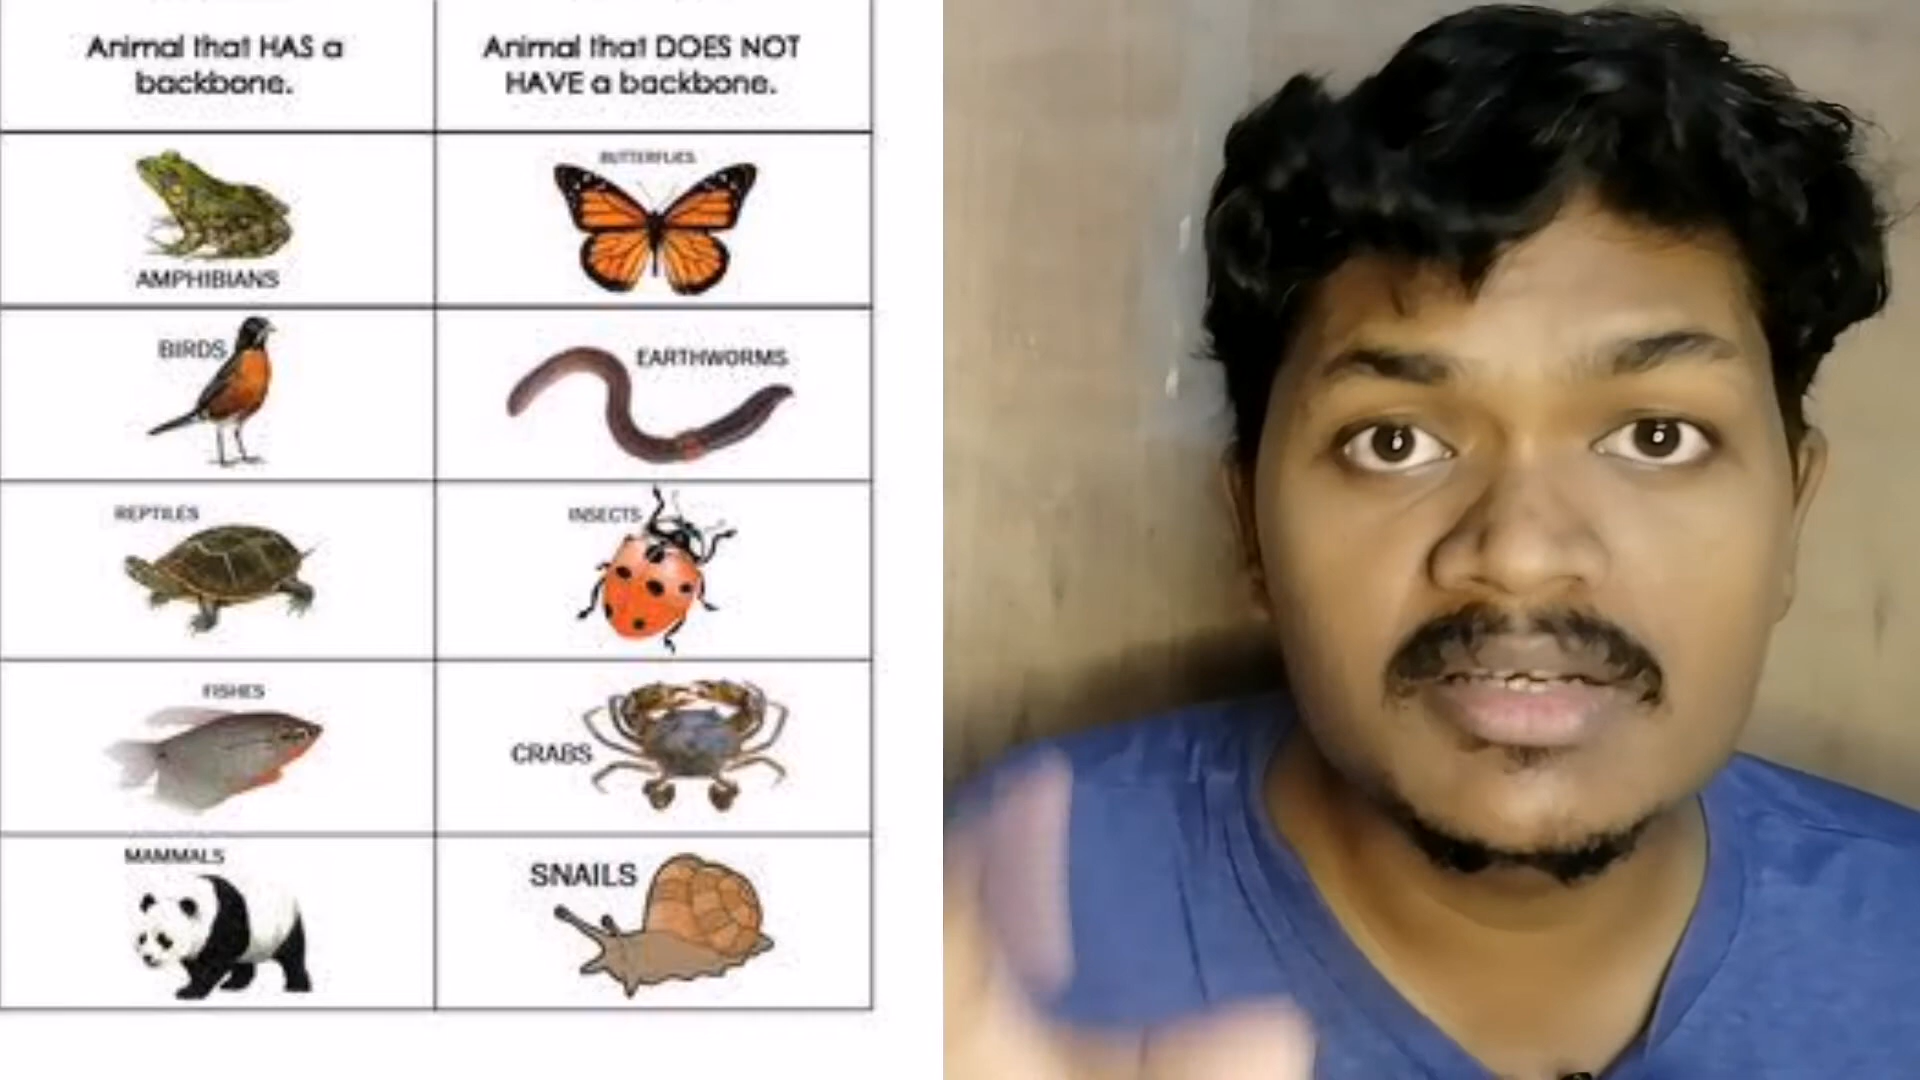 Animal that HAS a
backbone.
Animal that DOES NOT
HAVE a backbone.
AMPHIBIANS
BUTTERFLIES
BIRDS
EARTHWORMS
REPTILES
INSECTS
FISHES
CRABS
MAMMALS
SNAILS